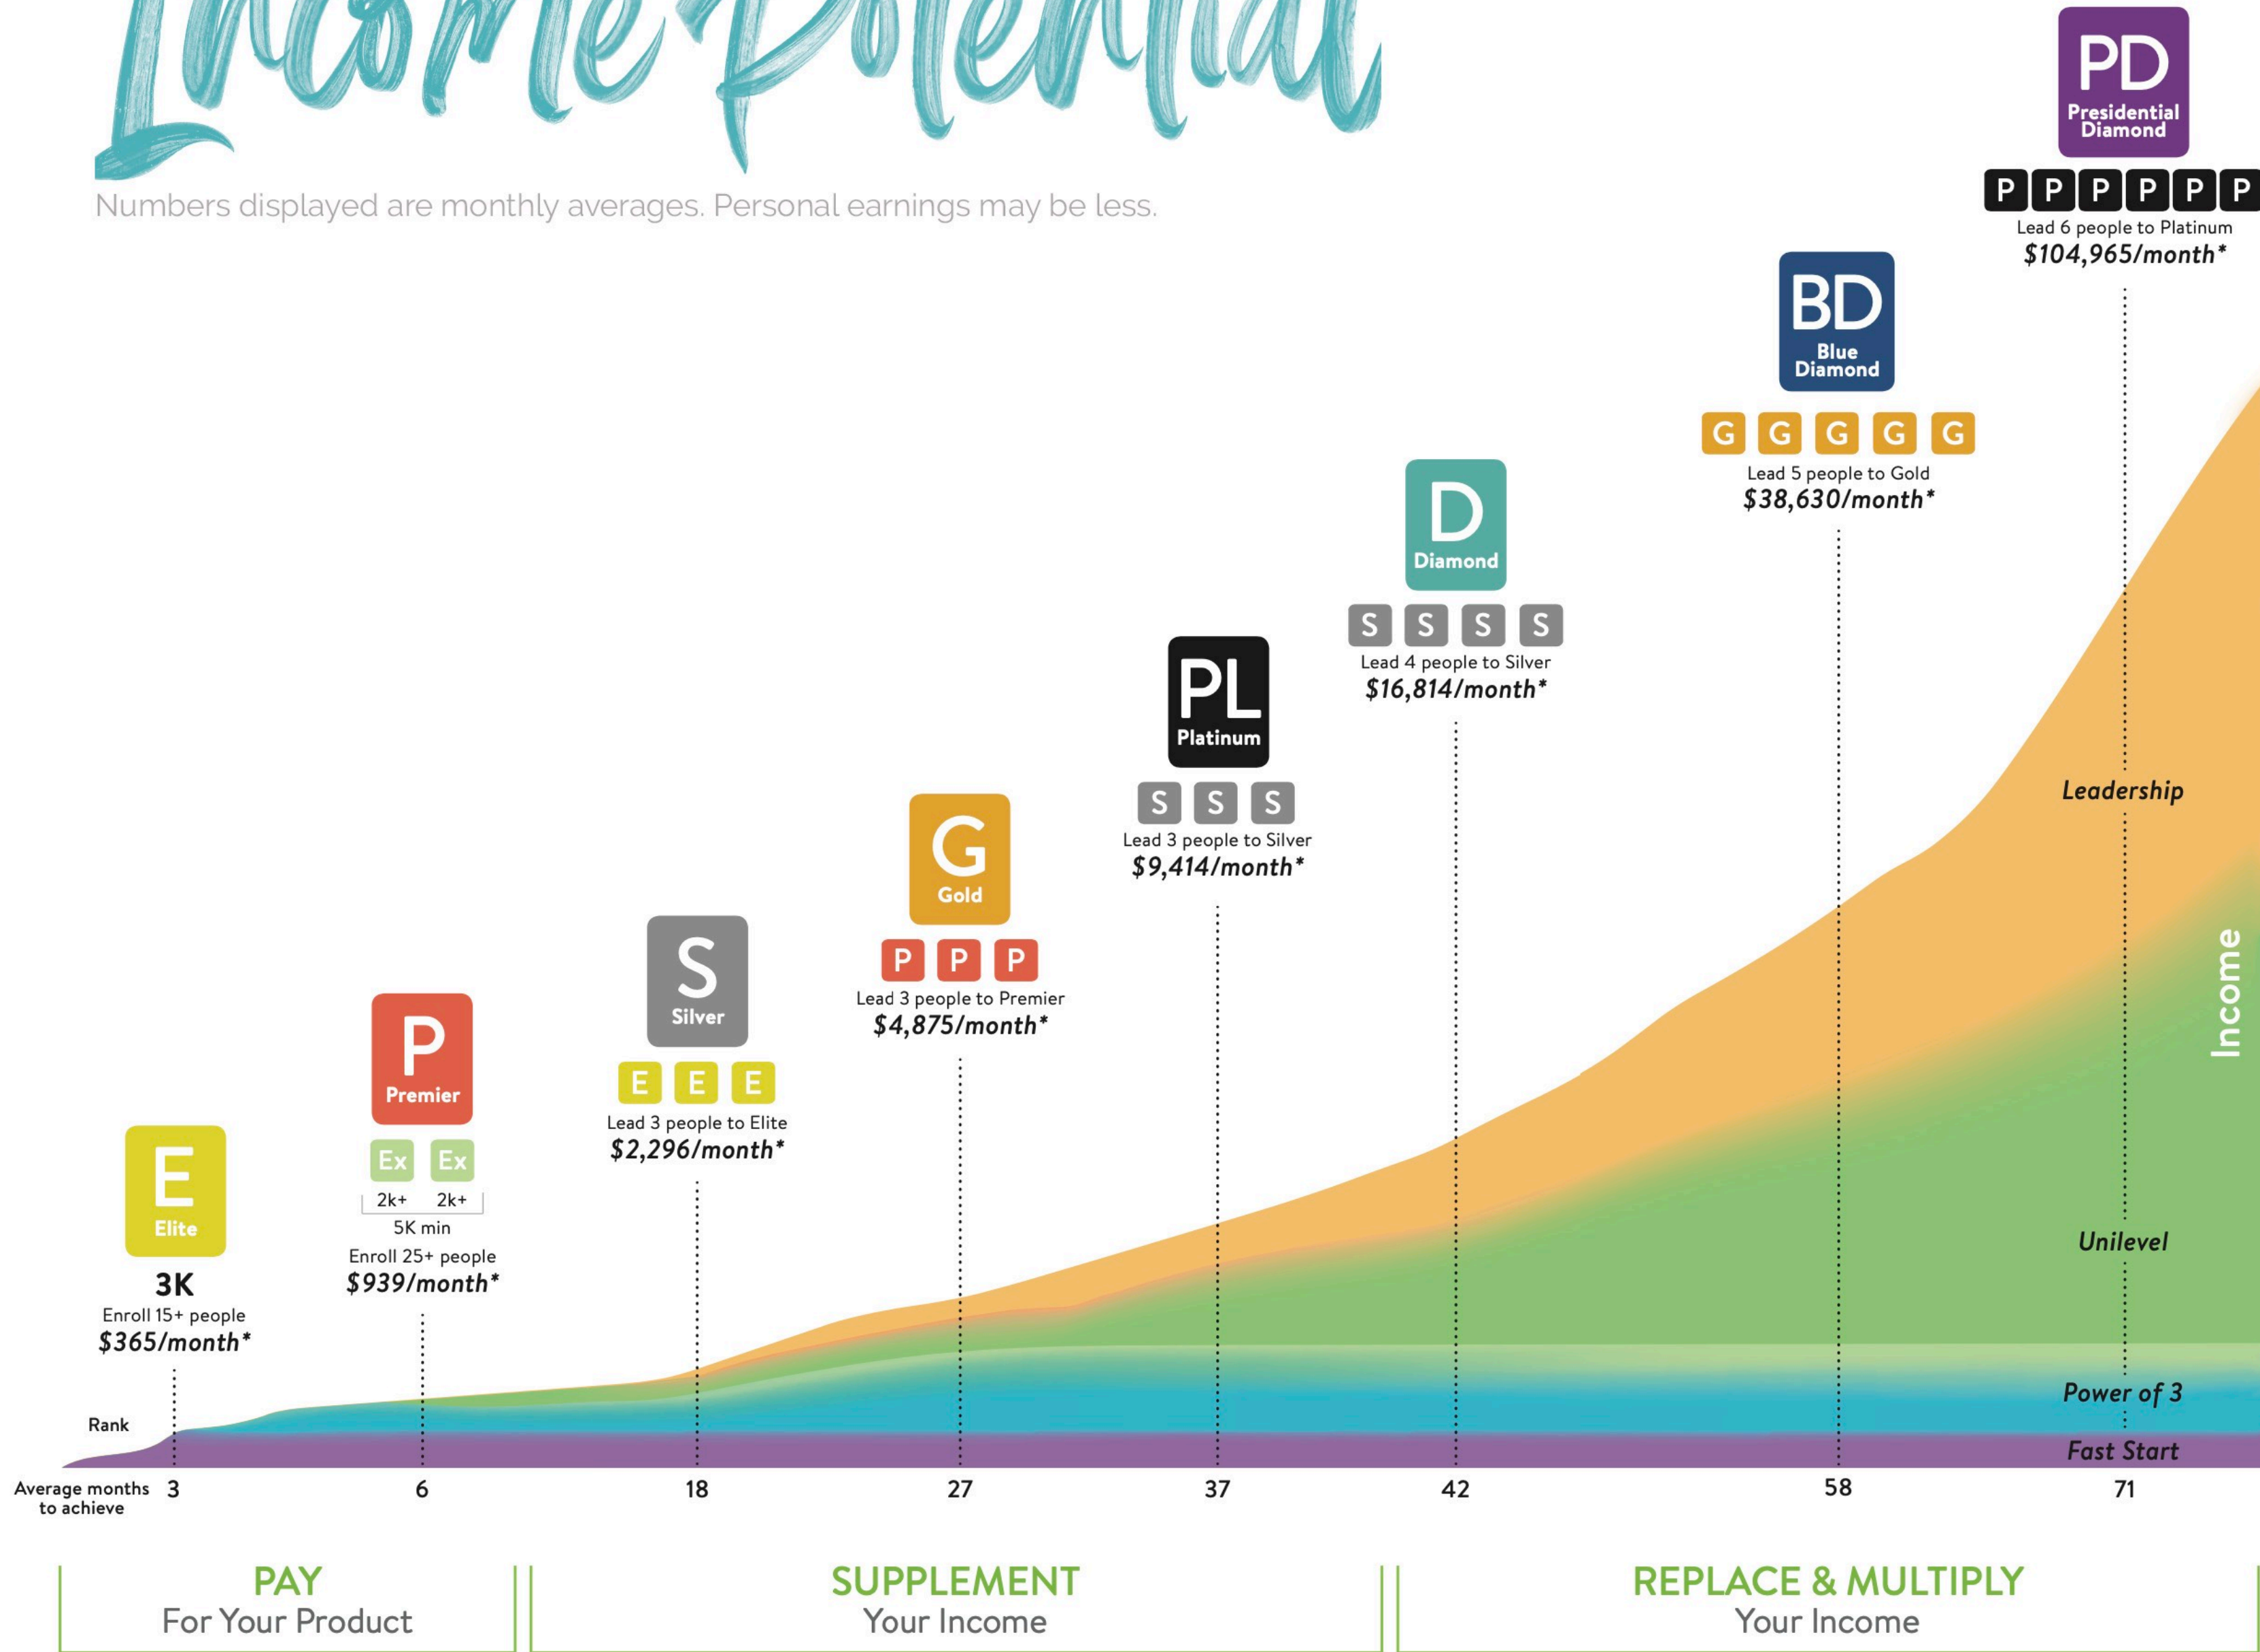 Income Potential
Numbers displayed are monthly averages. Personal earnings may be less.
PD
Presidential
Diamond
P P P P P P
Lead 6 people to Platinum
$104,965/month*
BD
Blue
Diamond
G G G G G
Lead 5 people to Gold
$38,630/month*
D
Diamond
S S S S
Lead 4 people to Silver
$16,814/month*
PL
Platinum
S S S
Lead 3 people to Silver
$9,414/month*
G
Gold
P P P
Lead 3 people to Premier
$4,875/month*
S
Silver
E E E
Lead 3 people to Elite
$2,296/month*
P
Premier
Ex Ex
2k+ 2k+
5K min
Enroll 25+ people
$939/month*
E
Elite
3K
Enroll 15+ people
$365/month*
Leadership
Income
Unilevel
Power of 3
Fast Start
Rank
Average months
to achieve
3 6 18 27 37 42 58 71
PAY
For Your Product
SUPPLEMENT
Your Income
REPLACE & MULTIPLY
Your Income